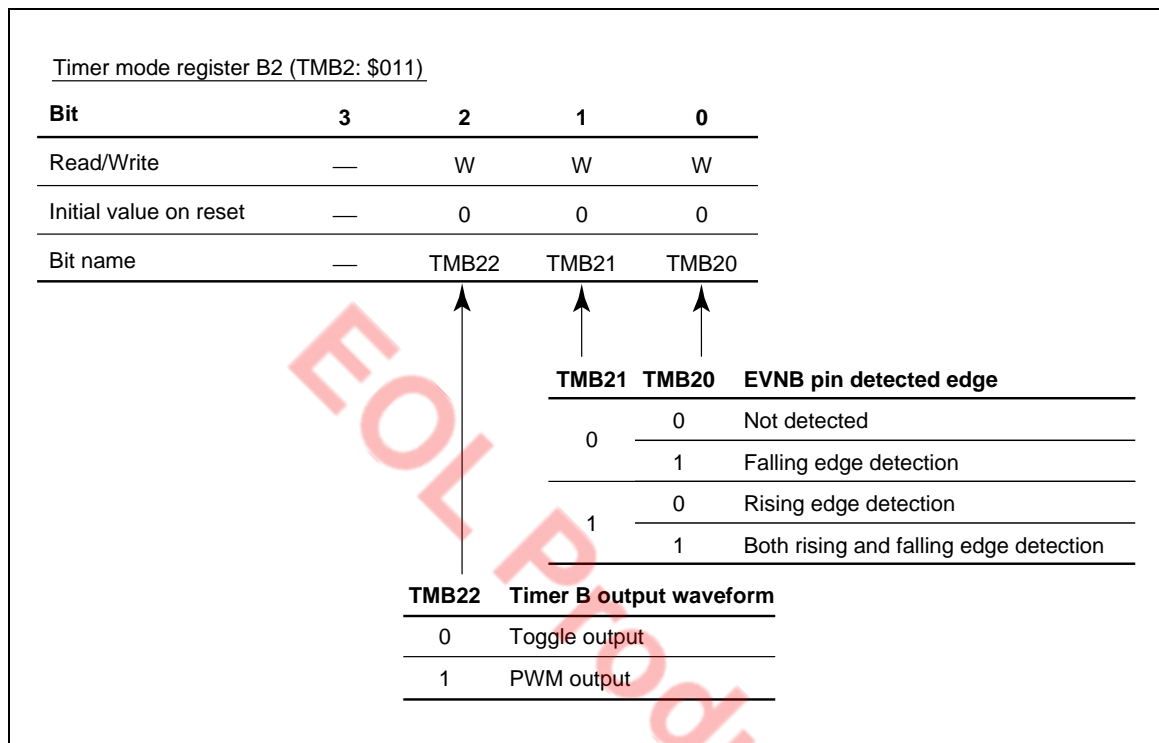 Timer mode register B2 (TMB2: $011)
Bit 3 2 1 0
Read/Write — W W W
Initial value on reset — 0 0 0
Bit name — TMB22 TMB21 TMB20
TMB21 TMB20 EVNB pin detected edge
0 0 Not detected
1 Falling edge detection
1 0 Rising edge detection
1 Both rising and falling edge detection
TMB22 Timer B output waveform
0 Toggle output
1 PWM output
EOL Produ